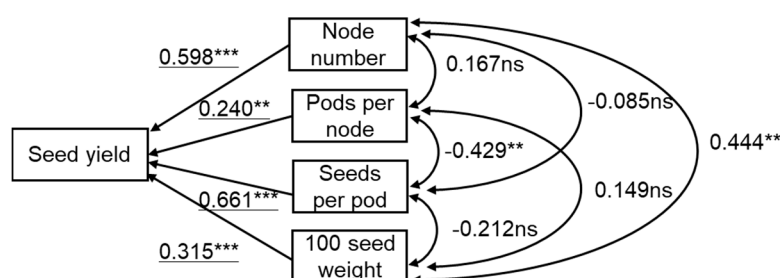 Node
number
0.598***
0.167ns
Pods per
node
0.240**
-0.085ns
Seed yield
-0.429**
0.444**
Seeds
per pod
0.661***
0.149ns
-0.212ns
100 seed
weight
0.315***